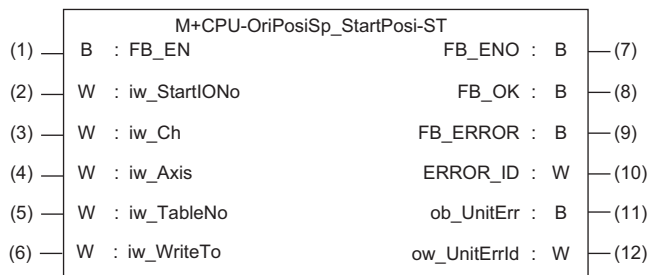 M+CPU-OriPosiSp_StartPosi-ST
(1) B : FB_EN FB_ENO : B (7)
(2) W : iw_StartIONo FB_OK : B (8)
(3) W : iw_Ch FB_ERROR : B (9)
(4) W : iw_Axis ERROR_ID : W (10)
(5) W : iw_TableNo ob_UnitErr : B (11)
(6) W : iw_WriteTo ow_UnitErrId : W (12)